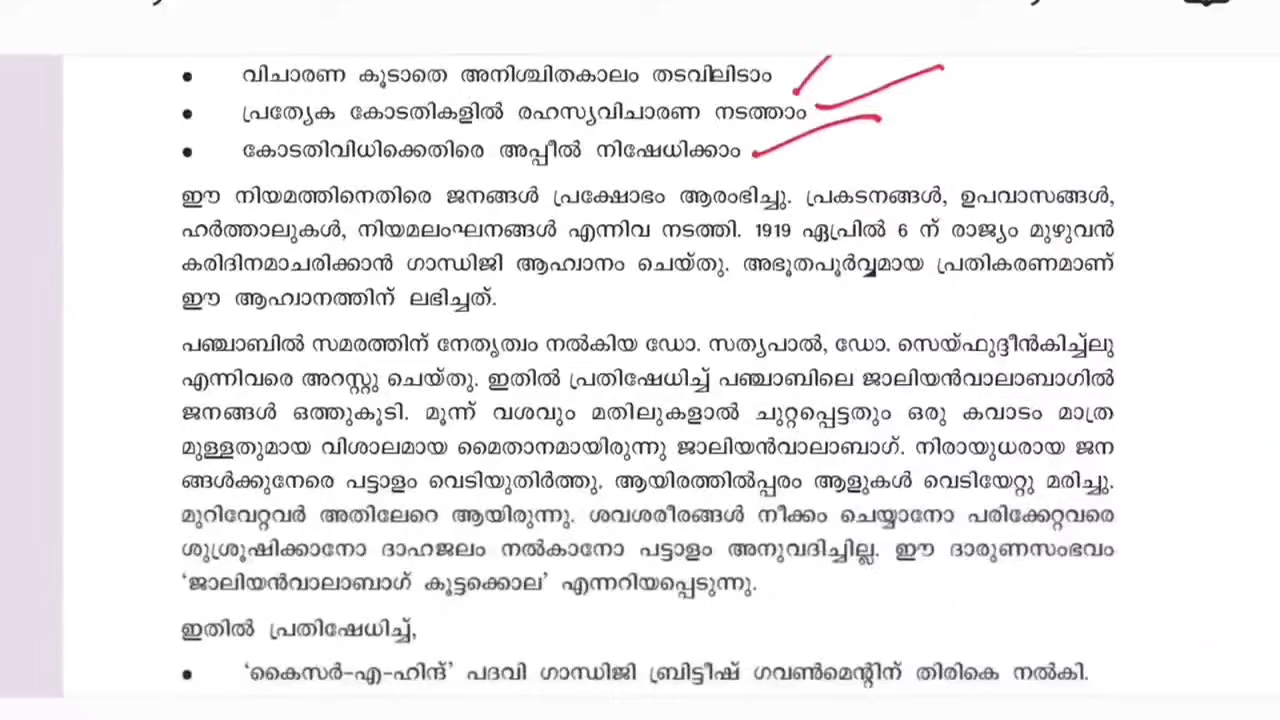 • വിചാരണ കൂടാതെ അനിശ്ചിതകാലം തടവിലിടാം
• പ്രത്യേക കോടതികളിൽ രഹസ്യവിചാരണ നടത്താം
• കോടതിവിധിക്കെതിരെ അപ്പീൽ നിഷേധിക്കാം
ഈ നിയമത്തിനെതിരെ ജനങ്ങൾ പ്രക്ഷോഭം ആരംഭിച്ചു. പ്രകടനങ്ങൾ, ഉപവാസങ്ങൾ,
ഹർത്താലുകൾ, നിയമലംഘനങ്ങൾ എന്നിവ നടത്തി. 1919 ഏപ്രിൽ 6 ന് രാജ്യം മുഴുവൻ
കരിദിനമാചരിക്കാൻ ഗാന്ധിജി ആഹ്വാനം ചെയ്തു. അഭൂതപൂർവ്വമായ പ്രതികരണമാണ്
ഈ ആഹ്വാനത്തിന് ലഭിച്ചത്.
പഞ്ചാബിൽ സമരത്തിന് നേതൃത്വം നൽകിയ ഡോ. സത്യപാൽ, ഡോ. സെയ്ഫുദ്ദീൻകിച്ച്ലു
എന്നിവരെ അറസ്റ്റു ചെയ്തു. ഇതിൽ പ്രതിഷേധിച്ച് പഞ്ചാബിലെ ജാലിയൻവാലാബാഗിൽ
ജനങ്ങൾ ഒത്തുകൂടി. മൂന്ന് വശവും മതിലുകളാൽ ചുറ്റപ്പെട്ടതും ഒരു കവാടം മാത്ര
മുള്ളതുമായ വിശാലമായ മൈതാനമായിരുന്നു ജാലിയൻവാലാബാഗ്. നിരായുധരായ ജന
ങ്ങൾക്കുനേരെ പട്ടാളം വെടിയുതിർത്തു. ആയിരത്തിൽപ്പരം ആളുകൾ വെടിയേറ്റു മരിച്ചു.
മുറിവേറ്റവർ അതിലേറെ ആയിരുന്നു. ശവശരീരങ്ങൾ നീക്കം ചെയ്യാനോ പരിക്കേറ്റവരെ
ശുശ്രൂഷിക്കാനോ ദാഹജലം നൽകാനോ പട്ടാളം അനുവദിച്ചില്ല. ഈ ദാരുണസംഭവം
‘ജാലിയൻവാലാബാഗ് കൂട്ടക്കൊല’ എന്നറിയപ്പെടുന്നു.
ഇതിൽ പ്രതിഷേധിച്ച്,
• ‘കൈസർ-എ-ഹിന്ദ്’ പദവി ഗാന്ധിജി ബ്രിട്ടീഷ് ഗവൺമെന്റിന് തിരികെ നൽകി.